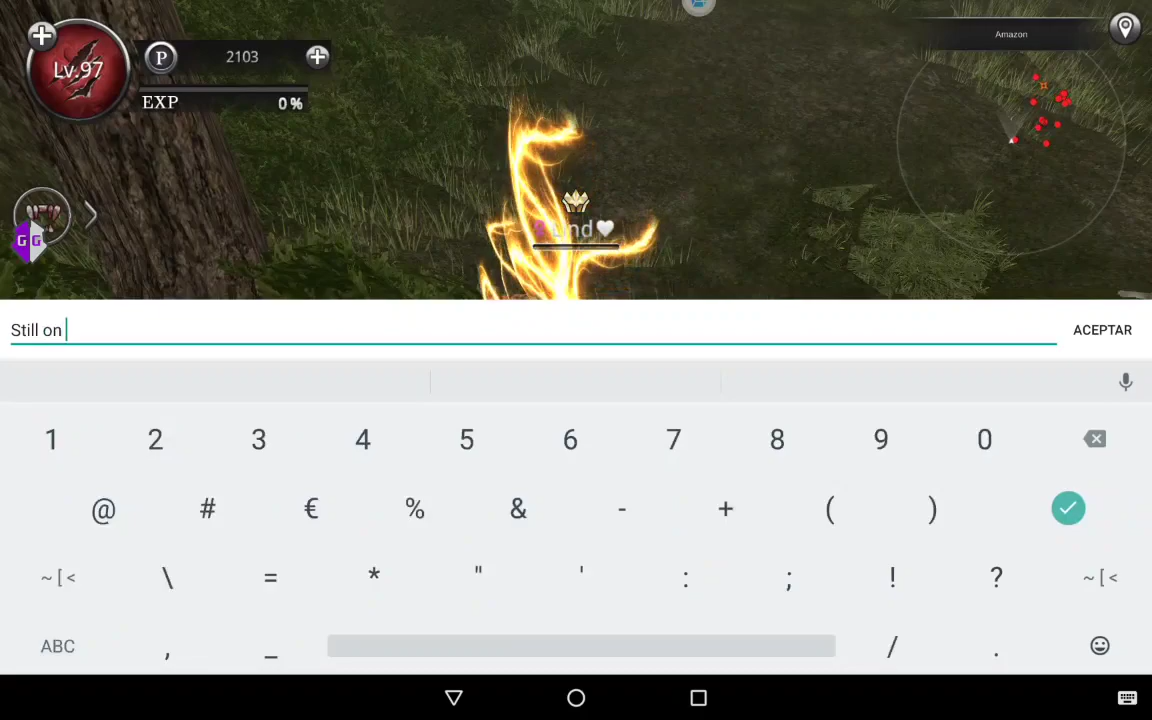 Lv.97
P
2103
EXP
0 %
Amazon
G G
Still on
ACEPTAR
1 2 3 4 5 6 7 8 9 0
@ # € % & - + ( )
~ [ < \ = * " ' : ; ! ? ~ [ <
ABC , _ / .